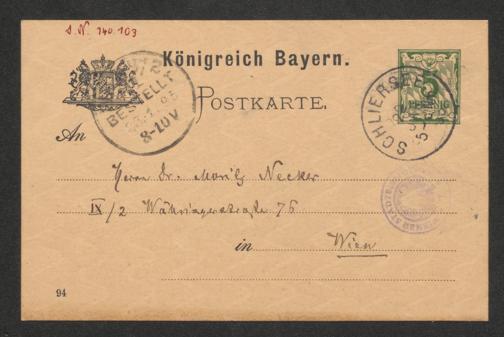 S.N. 140.103
Königreich Bayern.
POSTKARTE.
BESTELLT
8-10V
SCHLIERSEE
5
PFENNIG
An
Herrn Dr. Moritz Necker
IX/2 Währingerstraße 76
in Wien
94